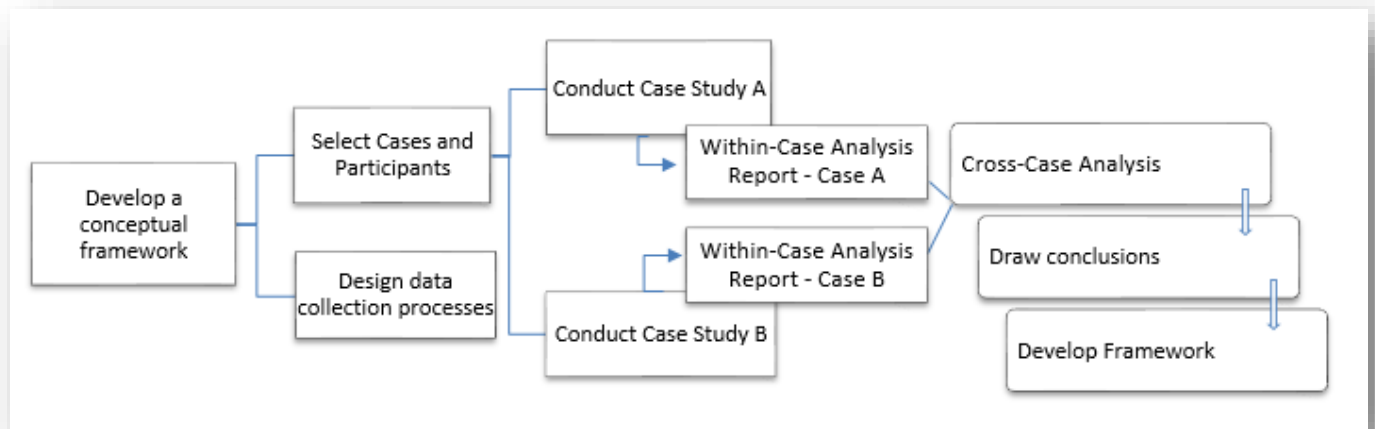 Develop a
conceptual
framework
Select Cases and
Participants
Design data
collection processes
Conduct Case Study A
Within-Case Analysis
Report - Case A
Within-Case Analysis
Report - Case B
Conduct Case Study B
Cross-Case Analysis
Draw conclusions
Develop Framework